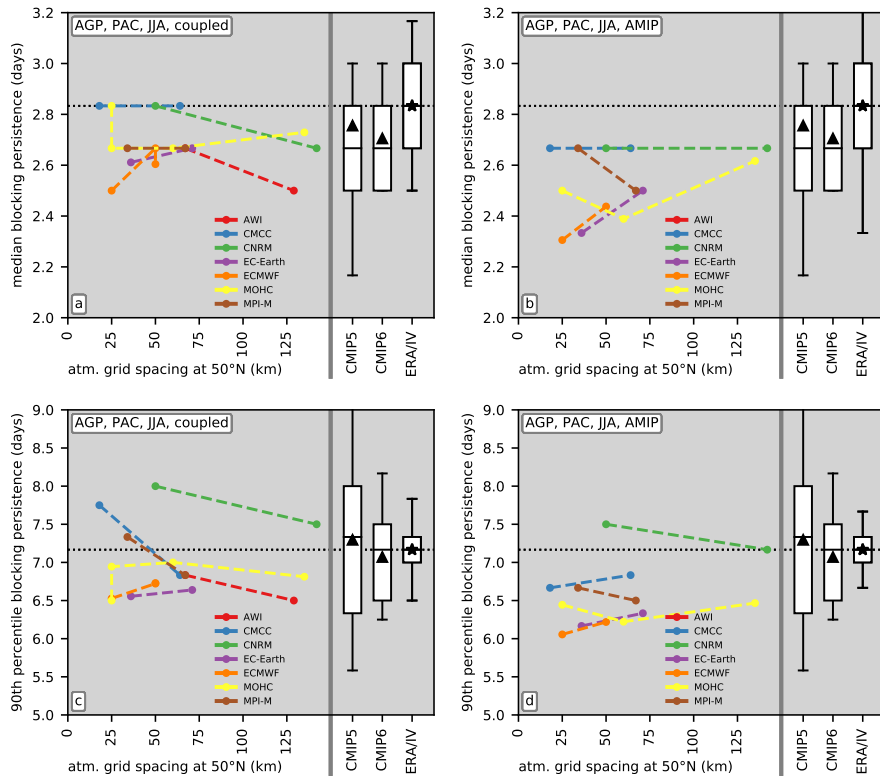 AGP, PAC, JJA, coupled
median blocking persistence (days)
3.2
3.0
2.8
2.6
2.4
2.2
2.0
AWI
CMCC
CNRM
EC-Earth
ECMWF
MOHC
MPI-M
a
0
25
50
75
100
125
CMIP5
CMIP6
ERA/IV
atm. grid spacing at 50°N (km)
AGP, PAC, JJA, AMIP
median blocking persistence (days)
3.2
3.0
2.8
2.6
2.4
2.2
2.0
AWI
CMCC
CNRM
EC-Earth
ECMWF
MOHC
MPI-M
b
0
25
50
75
100
125
CMIP5
CMIP6
ERA/IV
atm. grid spacing at 50°N (km)
AGP, PAC, JJA, coupled
90th percentile blocking persistence (days)
9.0
8.5
8.0
7.5
7.0
6.5
6.0
5.5
5.0
AWI
CMCC
CNRM
EC-Earth
ECMWF
MOHC
MPI-M
c
0
25
50
75
100
125
CMIP5
CMIP6
ERA/IV
atm. grid spacing at 50°N (km)
AGP, PAC, JJA, AMIP
90th percentile blocking persistence (days)
9.0
8.5
8.0
7.5
7.0
6.5
6.0
5.5
5.0
AWI
CMCC
CNRM
EC-Earth
ECMWF
MOHC
MPI-M
d
0
25
50
75
100
125
CMIP5
CMIP6
ERA/IV
atm. grid spacing at 50°N (km)